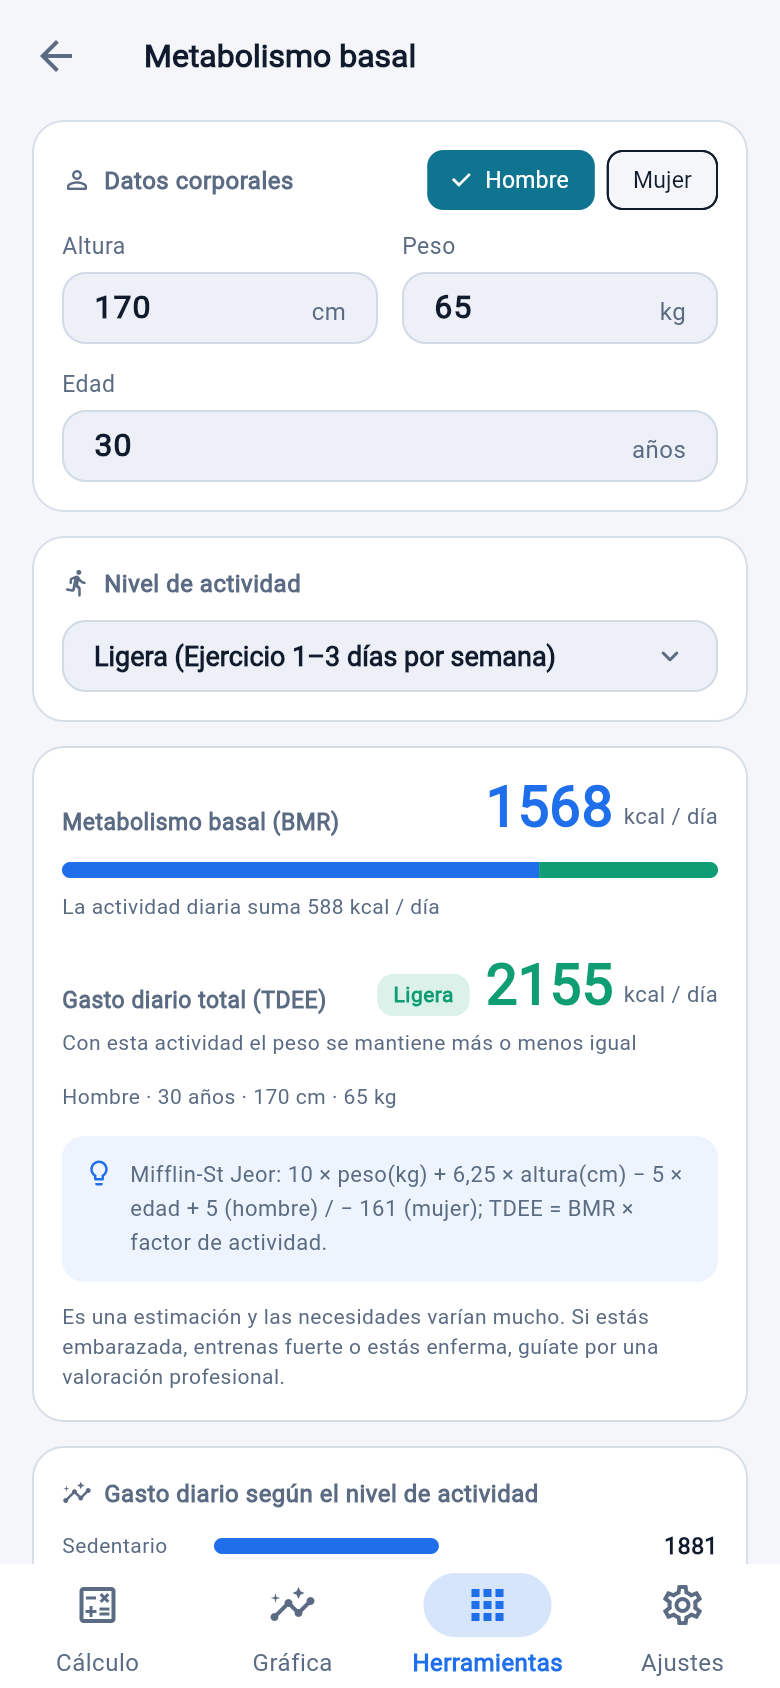 Metabolismo basal
Datos corporales
Hombre
Mujer
Altura
Peso
170 cm
65 kg
Edad
30 años
Nivel de actividad
Ligera (Ejercicio 1–3 días por semana)
Metabolismo basal (BMR)
1568 kcal / día
La actividad diaria suma 588 kcal / día
Gasto diario total (TDEE)
Ligera
2155 kcal / día
Con esta actividad el peso se mantiene más o menos igual
Hombre · 30 años · 170 cm · 65 kg
Mifflin-St Jeor: 10 × peso(kg) + 6,25 × altura(cm) − 5 ×
edad + 5 (hombre) / − 161 (mujer); TDEE = BMR ×
factor de actividad.
Es una estimación y las necesidades varían mucho. Si estás
embarazada, entrenas fuerte o estás enferma, guíate por una
valoración profesional.
Gasto diario según el nivel de actividad
Sedentario 1881
Cálculo
Gráfica
Herramientas
Ajustes